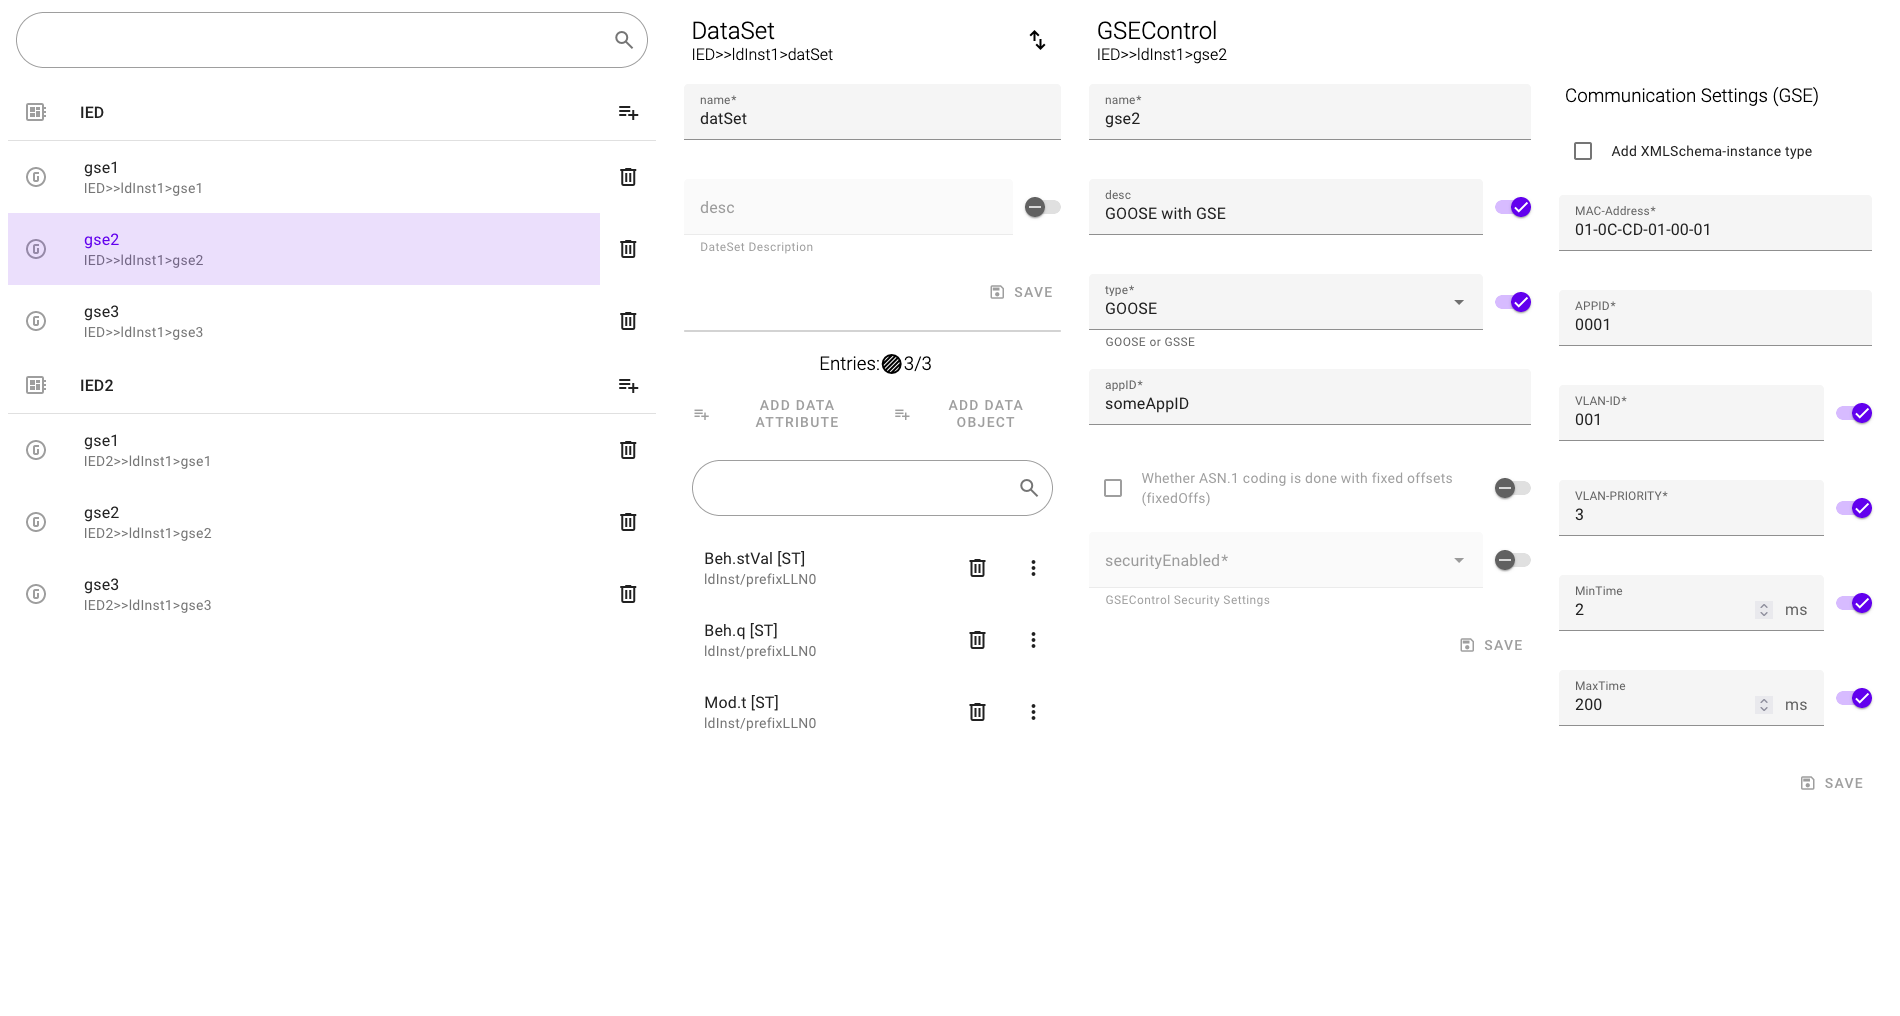 IED
gse1
IED>>ldInst1>gse1
gse2
IED>>ldInst1>gse2
gse3
IED>>ldInst1>gse3
IED2
gse1
IED2>>ldInst1>gse1
gse2
IED2>>ldInst1>gse2
gse3
IED2>>ldInst1>gse3
DataSet
IED>>ldInst1>datSet
name*
datSet
desc
DateSet Description
SAVE
Entries:3/3
ADD DATA
ATTRIBUTE
ADD DATA
OBJECT
Beh.stVal [ST]
ldInst/prefixLLN0
Beh.q [ST]
ldInst/prefixLLN0
Mod.t [ST]
ldInst/prefixLLN0
GSEControl
IED>>ldInst1>gse2
name*
gse2
desc
GOOSE with GSE
type*
GOOSE
GOOSE or GSSE
appID*
someAppID
Whether ASN.1 coding is done with fixed offsets
(fixedOffs)
securityEnabled*
GSEControl Security Settings
SAVE
Communication Settings (GSE)
Add XMLSchema-instance type
MAC-Address*
01-0C-CD-01-00-01
APPID*
0001
VLAN-ID*
001
VLAN-PRIORITY*
3
MinTime
2 ms
MaxTime
200 ms
SAVE